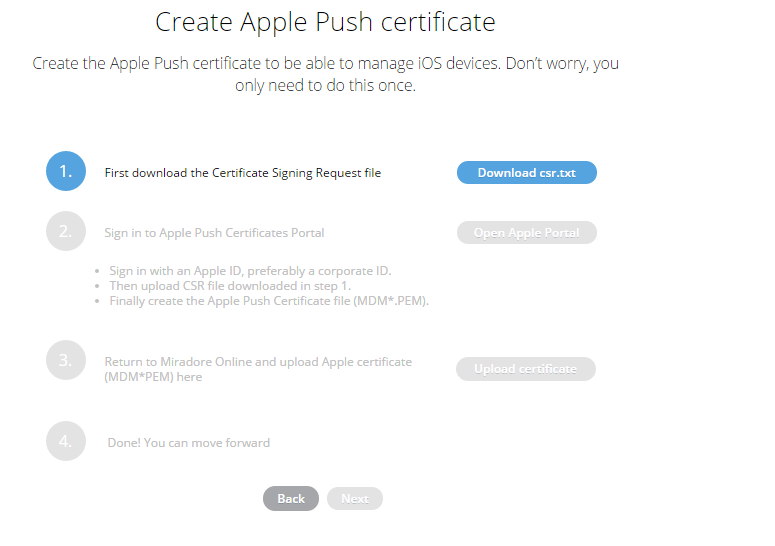 Create Apple Push certificate
Create the Apple Push certificate to be able to manage iOS devices. Don't worry, you
only need to do this once.
1. First download the Certificate Signing Request file Download csr.txt
2. Sign in to Apple Push Certificates Portal Open Apple Portal
• Sign in with an Apple ID, preferably a corporate ID.
• Then upload CSR file downloaded in step 1.
• Finally create the Apple Push Certificate file (MDM*.PEM).
3. Return to Miradore Online and upload Apple certificate
(MDM*PEM) here Upload certificate
4. Done! You can move forward
Back Next